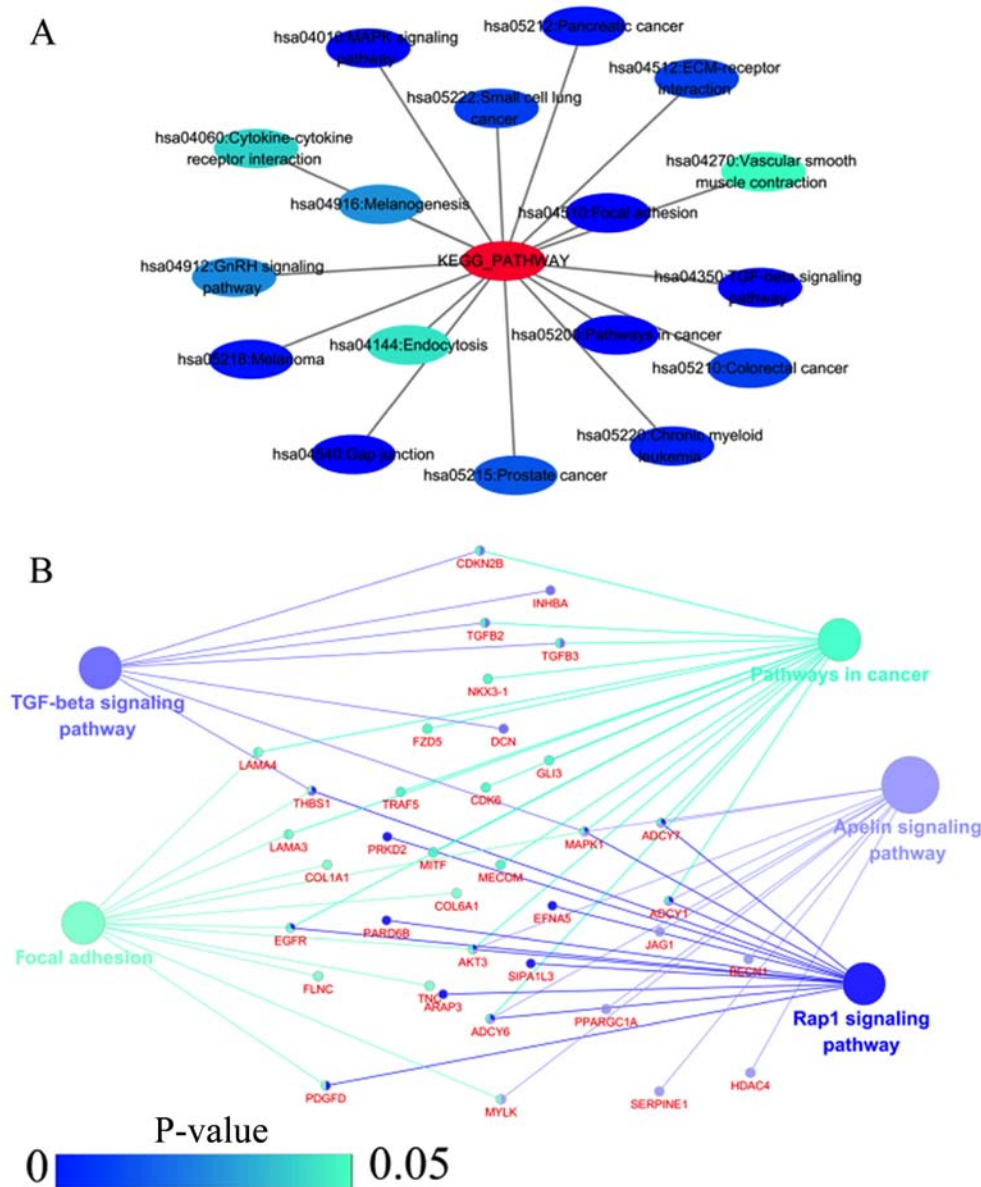 A
hsa04010:MAPK signaling
pathway
hsa05212:Pancreatic cancer
hsa04512:ECM-receptor
interaction
hsa05222:Small cell lung
cancer
hsa04060:Cytokine-cytokine
receptor interaction
hsa04270:Vascular smooth
muscle contraction
hsa04916:Melanogenesis
hsa04510:Focal adhesion
KEGG_PATHWAY
hsa04912:GnRH signaling
pathway
hsa04350:TGF-beta signaling
pathway
hsa05218:Melanoma
hsa04144:Endocytosis
hsa05200:Pathways in cancer
hsa05210:Colorectal cancer
hsa04540:Gap junction
hsa05220:Chronic myeloid
leukemia
hsa05215:Prostate cancer
B
CDKN2B
INHBA
TGFB2
TGFB3
Pathways in cancer
NKX3-1
TGF-beta signaling
pathway
FZD5
DCN
LAMA4
GLI3
THBS1
TRAF5
CDK6
Apelin signaling
pathway
LAMA3
PRKD2
MAPK1
ADCY7
COL1A1
MITF
MECOM
COL6A1
EFNA5
ADCY1
Focal adhesion
EGFR
PARD6B
JAG1
AKT3
SIPA1L3
BECN1
FLNC
TNC
ARAP3
ADCY6
PPARGC1A
Rap1 signaling
pathway
PDGFD
MYLK
SERPINE1
HDAC4
P-value
0
0.05